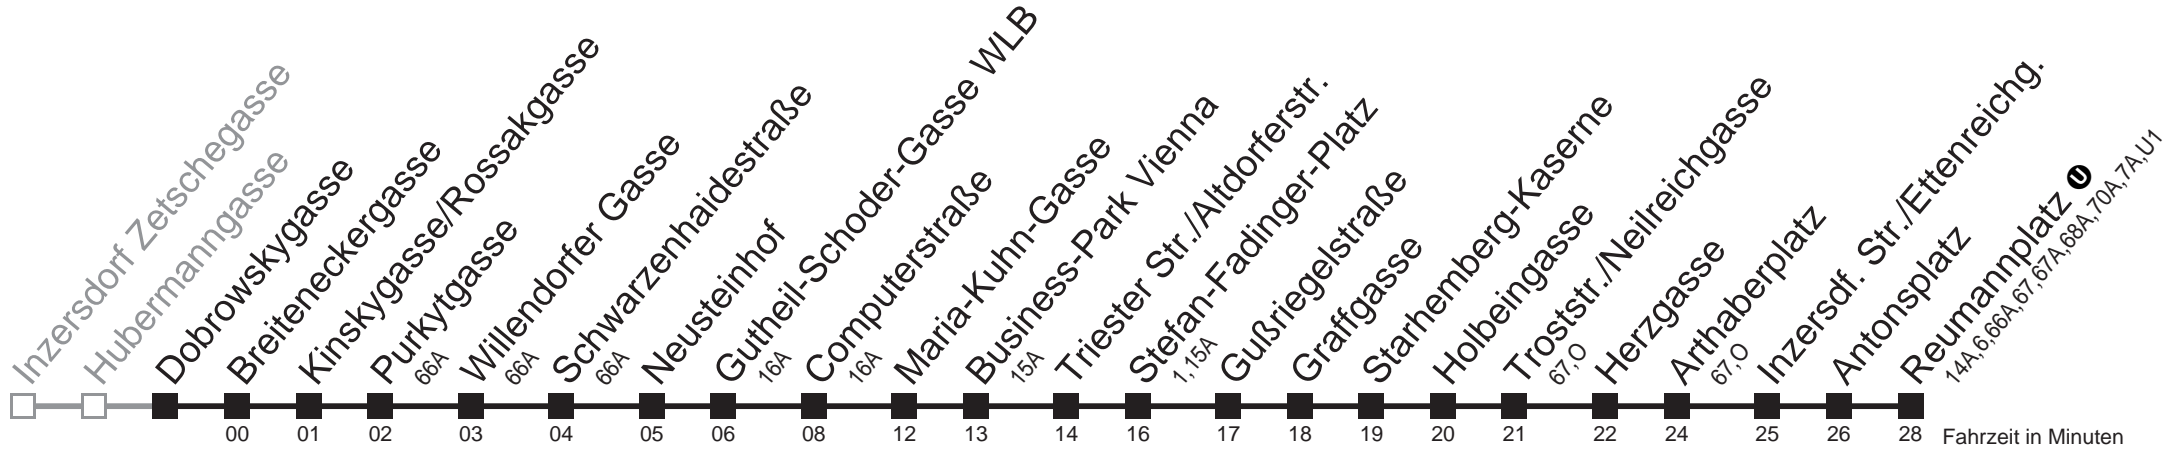 Inzersdorf Zetschegasse
Hubermanngasse
Dobrowskygasse
Breiteneckergasse
Kinskygasse/Rossakgasse
Purkytgasse
66A
Willendorfer Gasse
66A
Schwarzenhaidestraße
66A
Neusteinhof
Gutheil-Schoder-Gasse WLB
16A
Computerstraße
16A
Maria-Kuhn-Gasse
Business-Park Vienna
15A
Triester Str./Altdorferstr.
Stefan-Fadinger-Platz
1,15A
Gußriegelstraße
Graffgasse
Starhemberg-Kaserne
Holbeingasse
Troststr./Neilreichgasse
67,O
Herzgasse
Arthaberplatz
67,O
Inzersdf. Str./Ettenreichg.
Antonsplatz
Reumannplatz U
14A,6,66A,67,67A,68A,70A,7A,U1
00 01 02 03 04 05 06 08 12 13 14 16 17 18 19 20 21 22 24 25 26 28 Fahrzeit in Minuten